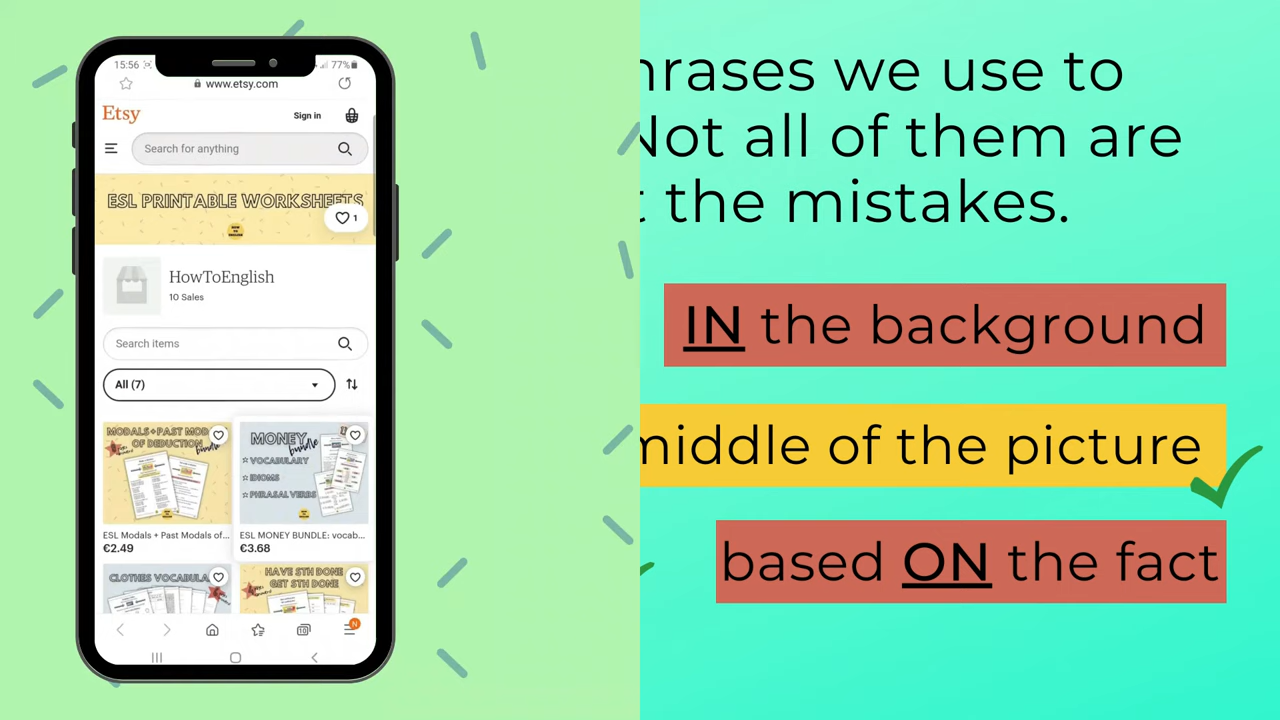 15:56
77%
www.etsy.com
Etsy
Sign in
Search for anything
ESL PRINTABLE WORKSHEETS
1
HowToEnglish
10 Sales
Search items
All (7)
MODALS+PAST MOD
OF DEDUCTION
bundle
MONEY
bundle
☆ VOCABULARY
☆ IDIOMS
☆ PHRASAL VERBS
ESL Modals + Past Modals of...
€2.49
ESL MONEY BUNDLE: vocab...
€3.68
CLOTHES VOCABULA
HAVE STH DONE
GET STH DONE
10
N
hrases we use to
Not all of them are
t the mistakes.
IN the background
middle of the picture
based ON the fact